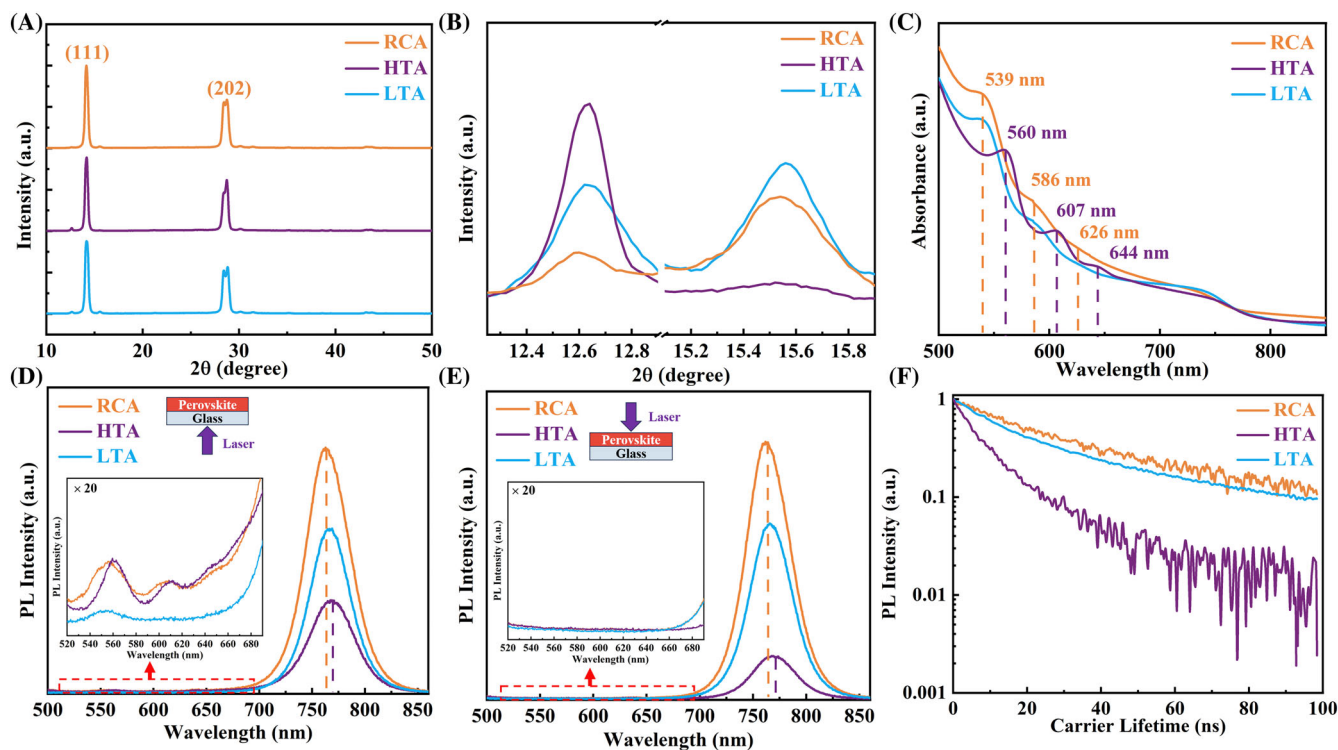 (A)
(111)
(202)
RCA
HTA
LTA
Intensity (a.u.)
10 20 30 40 50
2θ (degree)
(B)
RCA
HTA
LTA
Intensity (a.u.)
12.4 12.6 12.8 15.2 15.4 15.6 15.8
2θ (degree)
(C)
RCA
HTA
LTA
539 nm
560 nm
586 nm
607 nm
626 nm
644 nm
Absorbance (a.u.)
500 600 700 800
Wavelength (nm)
(D)
RCA
HTA
LTA
Perovskite
Glass
Laser
× 20
PL Intensity (a.u.)
520 540 560 580 600 620 640 660 680
Wavelength (nm)
PL Intensity (a.u.)
500 550 600 650 700 750 800 850
Wavelength (nm)
(E)
RCA
HTA
LTA
Laser
Perovskite
Glass
× 20
PL Intensity (a.u.)
520 540 560 580 600 620 640 660 680
Wavelength (nm)
PL Intensity (a.u.)
500 550 600 650 700 750 800 850
Wavelength (nm)
(F)
RCA
HTA
LTA
1
0.1
0.01
0.001
PL Intensity (a.u.)
0 20 40 60 80 100
Carrier Lifetime (ns)